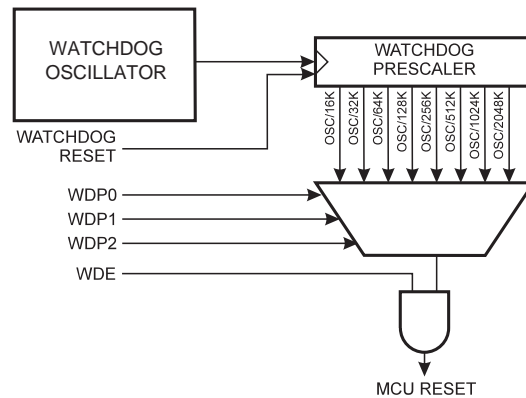 WATCHDOG
OSCILLATOR
WATCHDOG
PRESCALER
OSC/16K
OSC/32K
OSC/64K
OSC/128K
OSC/256K
OSC/512K
OSC/1024K
OSC/2048K
WATCHDOG
RESET
WDP0
WDP1
WDP2
WDE
MCU RESET